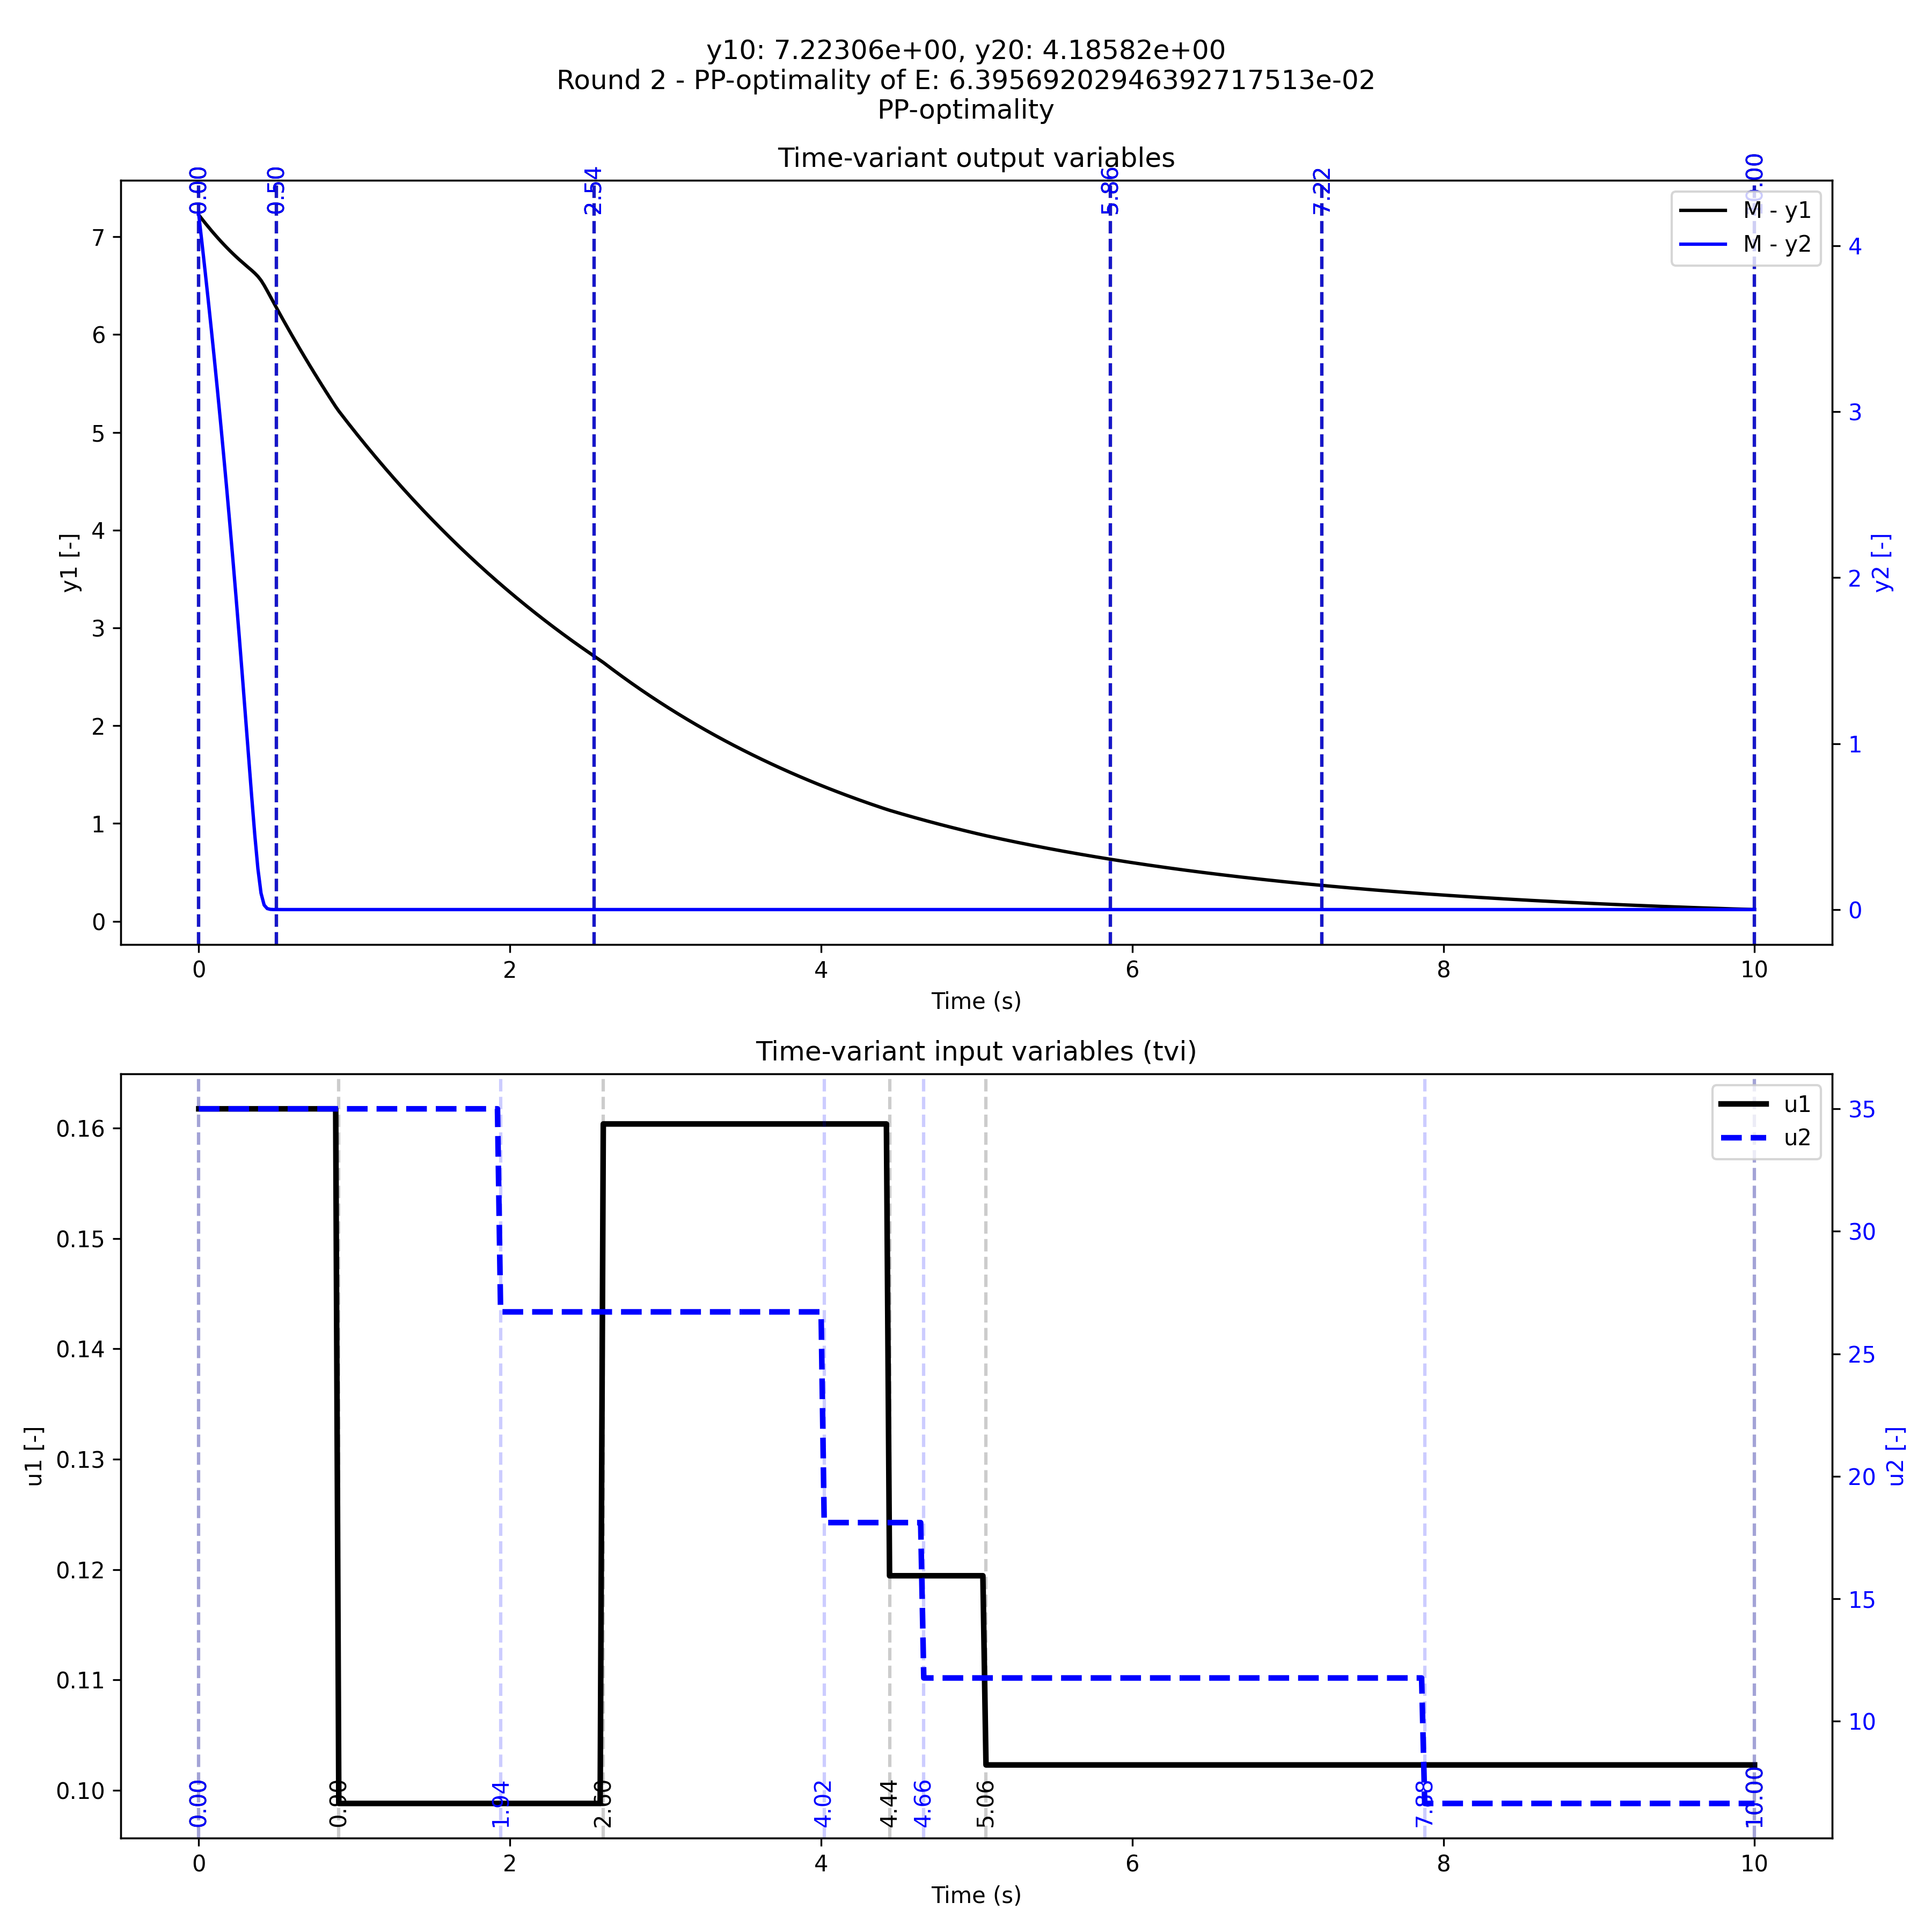 y10: 7.22306e+00, y20: 4.18582e+00
Round 2 - PP-optimality of E: 6.39569202946392717513e-02
PP-optimality
Time-variant output variables
0.00
0.50
2.54
5.86
7.22
M - y1
M - y2
7
6
5
4
3
2
1
0
y1 [-]
4
3
2
1
0
y2 [-]
0 2 4 6 8 10
Time (s)
Time-variant input variables (tvi)
u1
u2
0.16
0.15
0.14
0.13
0.12
0.11
0.10
u1 [-]
35
30
25
20
15
10
u2 [-]
0.00
0.90
1.94
2.60
4.02
4.44
4.66
5.06
7.88
10.00
0 2 4 6 8 10
Time (s)